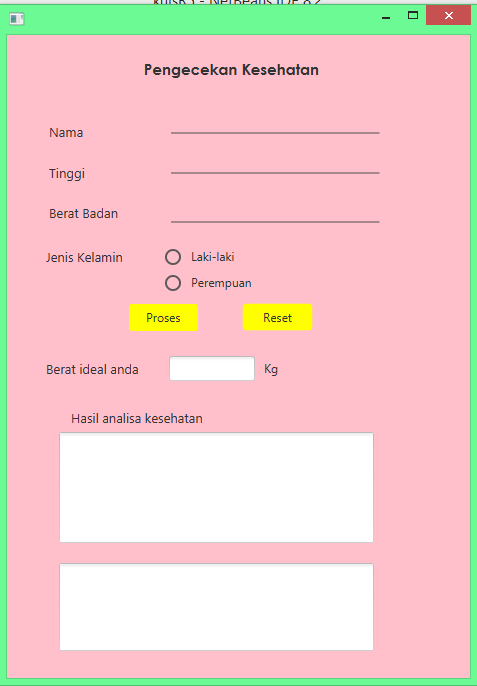 Pengecekan Kesehatan
Nama
Tinggi
Berat Badan
Jenis Kelamin
Laki-laki
Perempuan
Proses Reset
Berat ideal anda Kg
Hasil analisa kesehatan